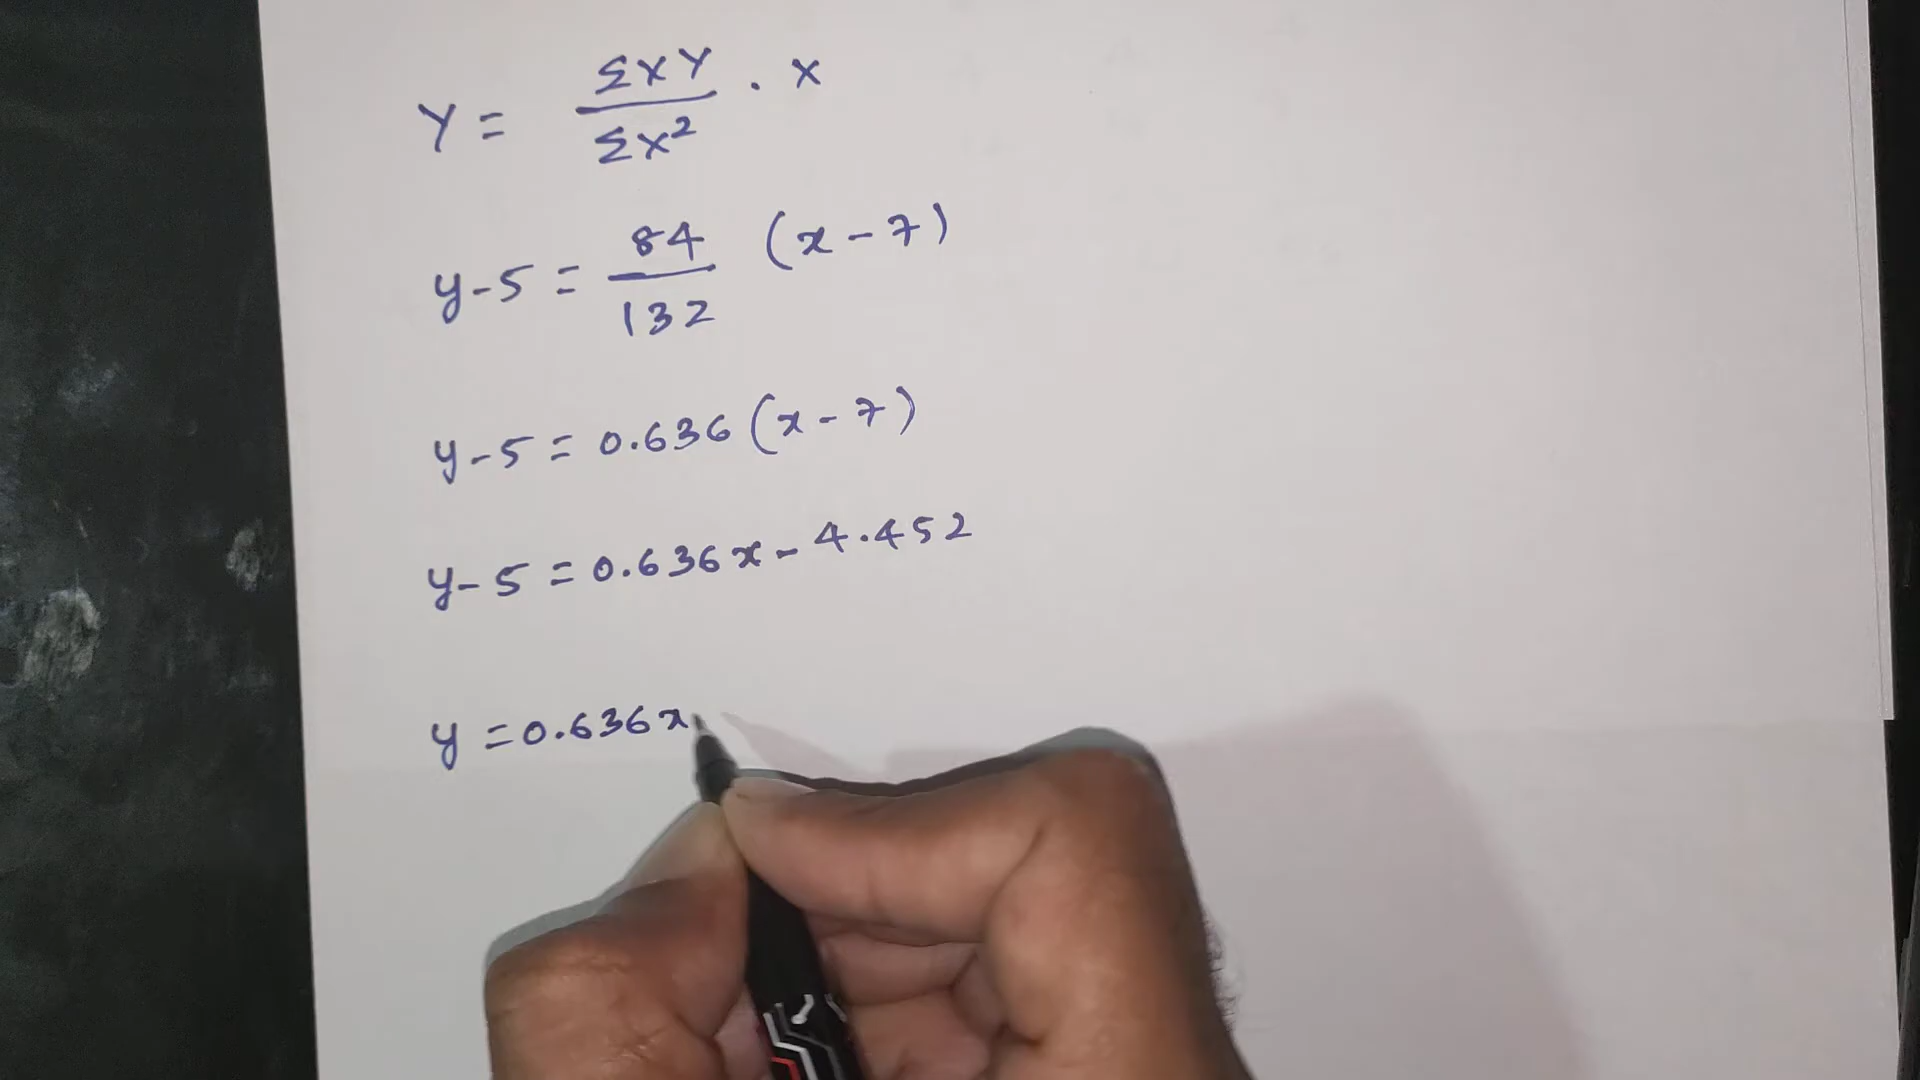 Y = ΣXY / ΣX² . X
y-5 = 84/132 (x-7)
y-5 = 0.636(x-7)
y-5 = 0.636x-4.452
y = 0.636x